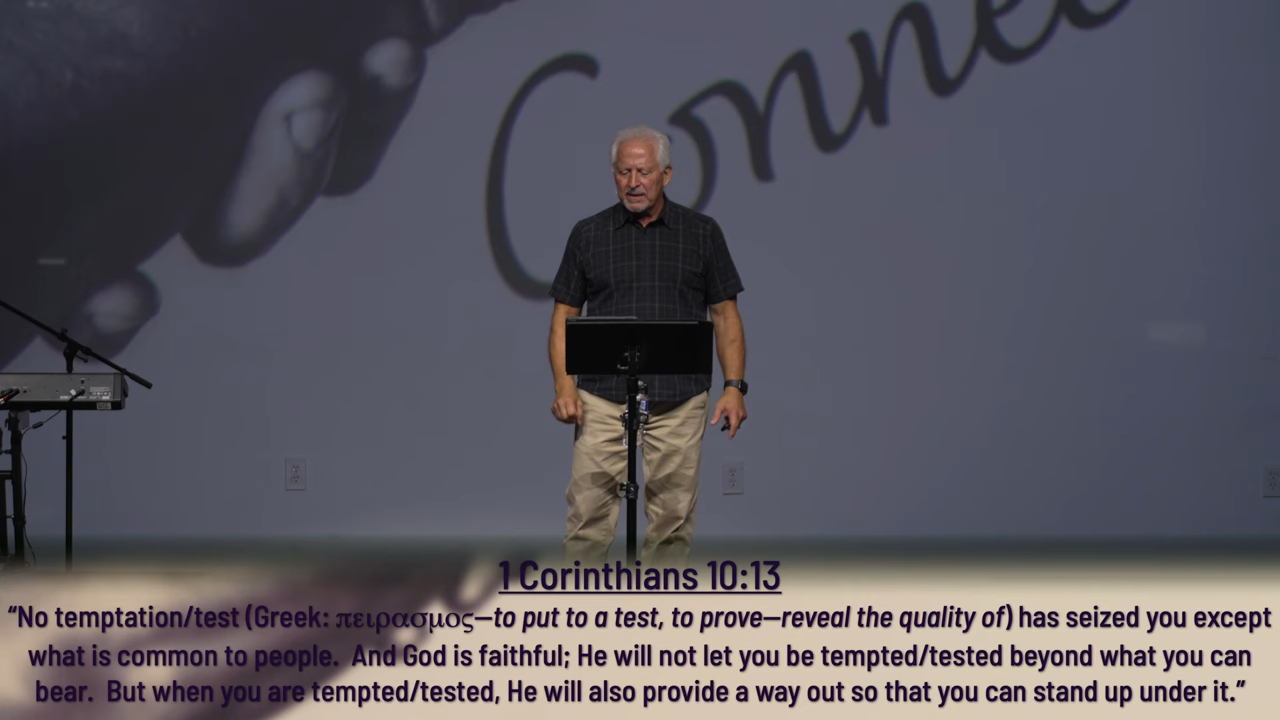 Conne
1 Corinthians 10:13
“No temptation/test (Greek: πειρασμος—to put to a test, to prove—reveal the quality of) has seized you except
what is common to people.  And God is faithful; He will not let you be tempted/tested beyond what you can
bear.  But when you are tempted/tested, He will also provide a way out so that you can stand up under it.”